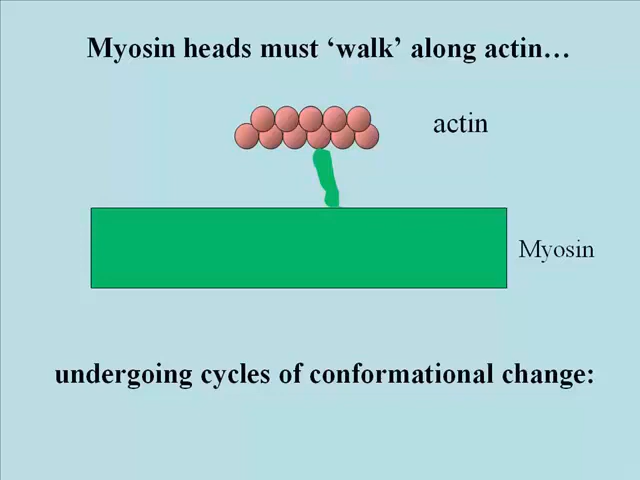 Myosin heads must ‘walk’ along actin…
actin
Myosin
undergoing cycles of conformational change: